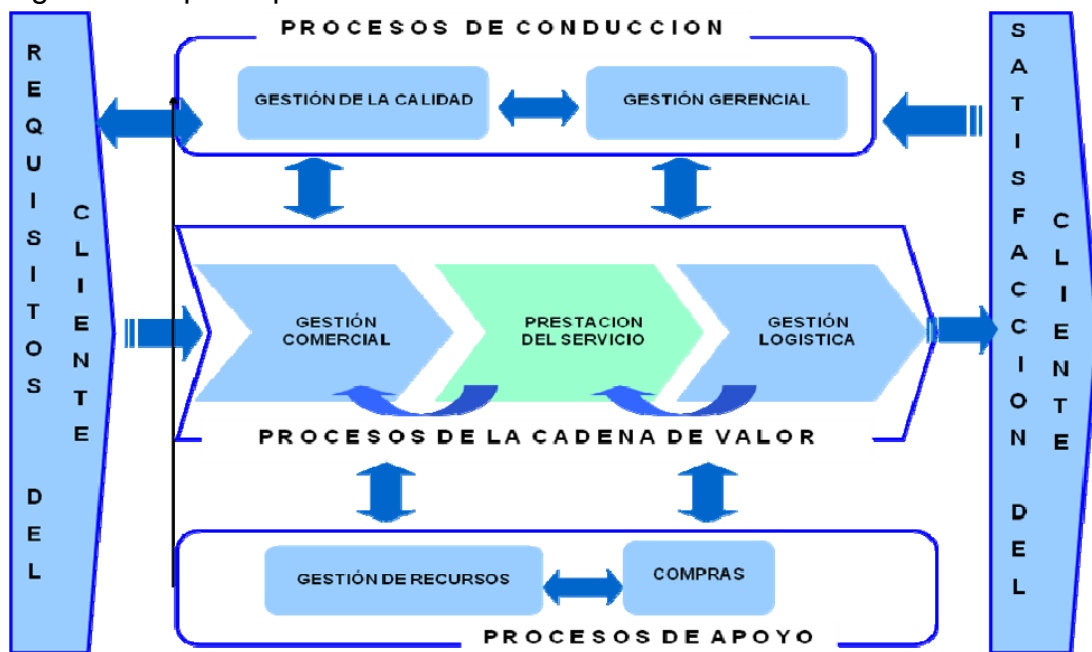 PROCESOS DE CONDUCCION
REQUISITOS DEL
CLIENTE
GESTIÓN DE LA CALIDAD
GESTIÓN GERENCIAL
GESTIÓN
COMERCIAL
PRESTACION
DEL SERVICIO
GESTIÓN
LOGISTICA
PROCESOS DE LA CADENA DE VALOR
GESTIÓN DE RECURSOS
COMPRAS
PROCESOS DE APOYO
SATISFACCION DEL
CLIENTE